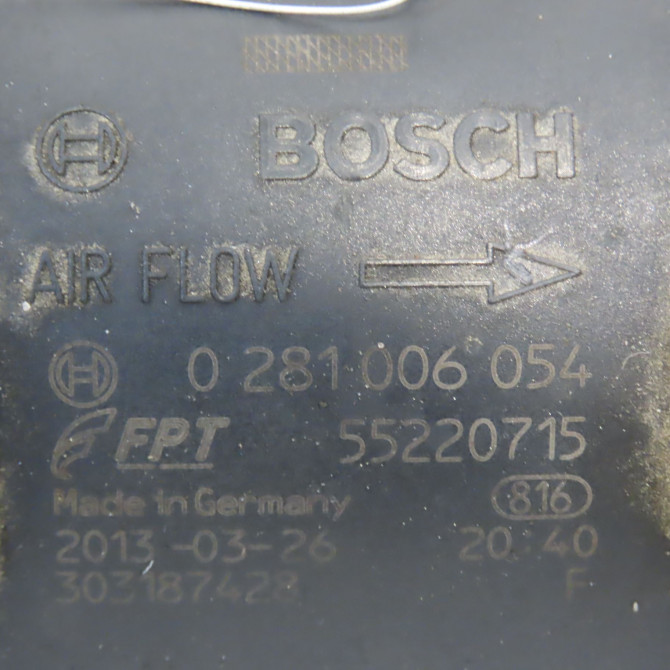 BOSCH
AIR FLOW
0 281 006 054
FPT 55220715
Made in Germany 816
2013-03-26 20:40
303187428 F